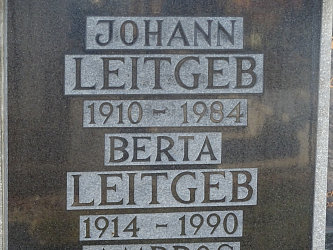 JOHANN
LEITGEB
1910 - 1984
BERTA
LEITGEB
1914 - 1990